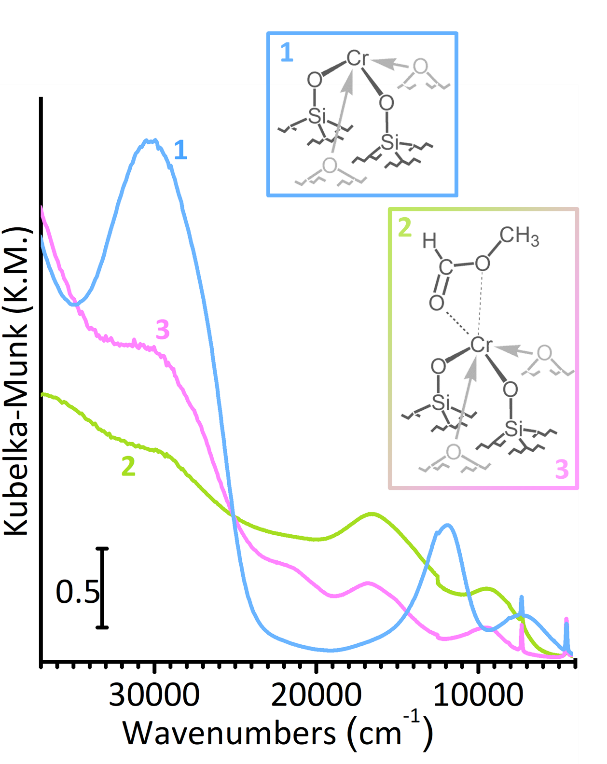 1
Cr
O
O
O
Si
Si
O
2
H
CH3
C
O
O
Cr
O
O
O
Si
Si
O
3
1
3
2
0.5
Kubelka-Munk (K.M.)
30000 20000 10000
Wavenumbers (cm-1)